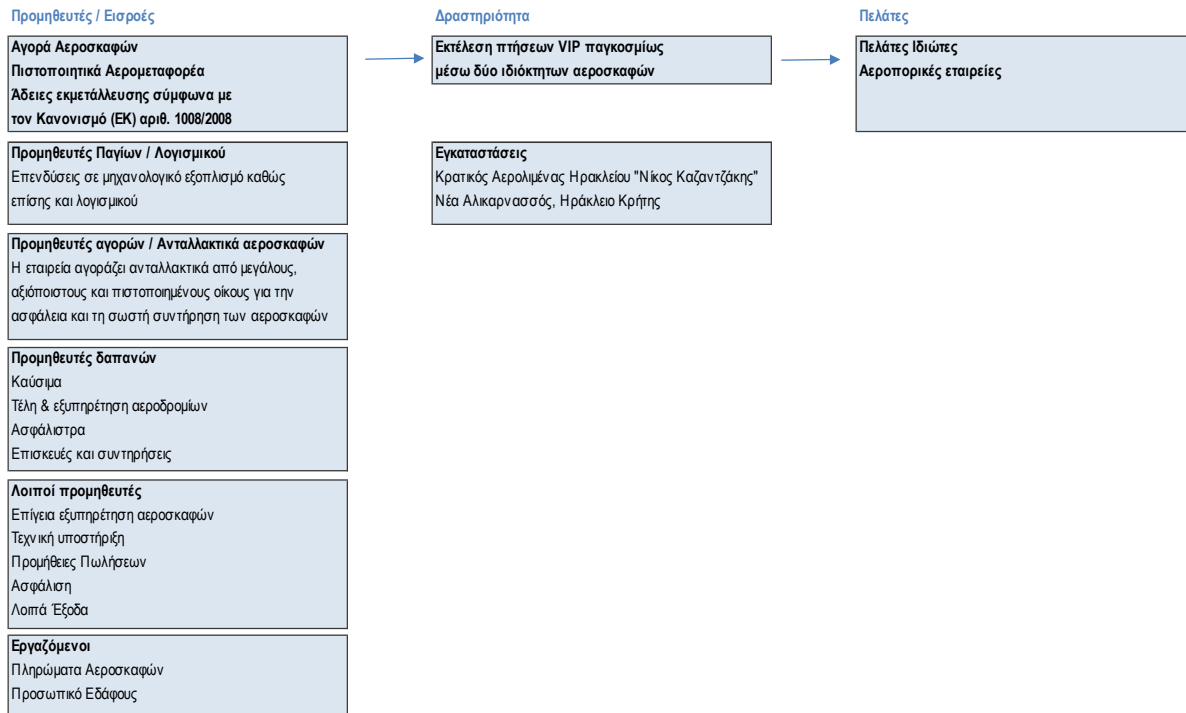 Προμηθευτές / Εισροές
Αγορά Αεροσκαφών
Πιστοποιητικά Αερομεταφορέα
Άδειες εκμετάλλευσης σύμφωνα με
τον Κανονισμό (ΕΚ) αριθ. 1008/2008
Προμηθευτές Παγίων / Λογισμικού
Επενδύσεις σε μηχανολογικό εξοπλισμό καθώς
επίσης και λογισμικού
Προμηθευτές αγορών / Ανταλλακτικά αεροσκαφών
Η εταιρεία αγοράζει ανταλλακτικά από μεγάλους,
αξιόποιστους και πιστοποιημένους οίκους για την
ασφάλεια και τη σωστή συντήρηση των αεροσκαφών
Προμηθευτές δαπανών
Καύσιμα
Τέλη & εξυπηρέτηση αεροδρομίων
Ασφάλιστρα
Επισκευές και συντηρήσεις
Λοιποί προμηθευτές
Επίγεια εξυπηρέτηση αεροσκαφών
Τεχνική υποστήριξη
Προμήθειες Πωλήσεων
Ασφάλιση
Λοιπά Έξοδα
Εργαζόμενοι
Πληρώματα Αεροσκαφών
Προσωπικό Εδάφους
Δραστηριότητα
Εκτέλεση πτήσεων VIP παγκοσμίως
μέσω δύο ιδιόκτητων αεροσκαφών
Εγκαταστάσεις
Κρατικός Αερολιμένας Ηρακλείου "Νίκος Καζαντζάκης"
Νέα Αλικαρνασσός, Ηράκλειο Κρήτης
Πελάτες
Πελάτες Ιδιώτες
Αεροπορικές εταιρείες